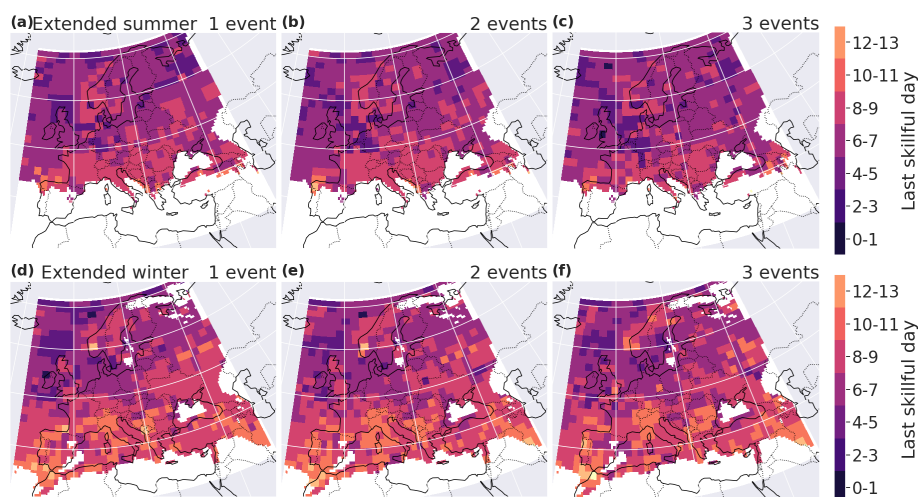 (a) Extended summer 1 event
(b) 2 events
(c) 3 events
12-13
10-11
8-9
6-7
4-5
2-3
0-1
Last skillful day
(d) Extended winter 1 event
(e) 2 events
(f) 3 events
12-13
10-11
8-9
6-7
4-5
2-3
0-1
Last skillful day